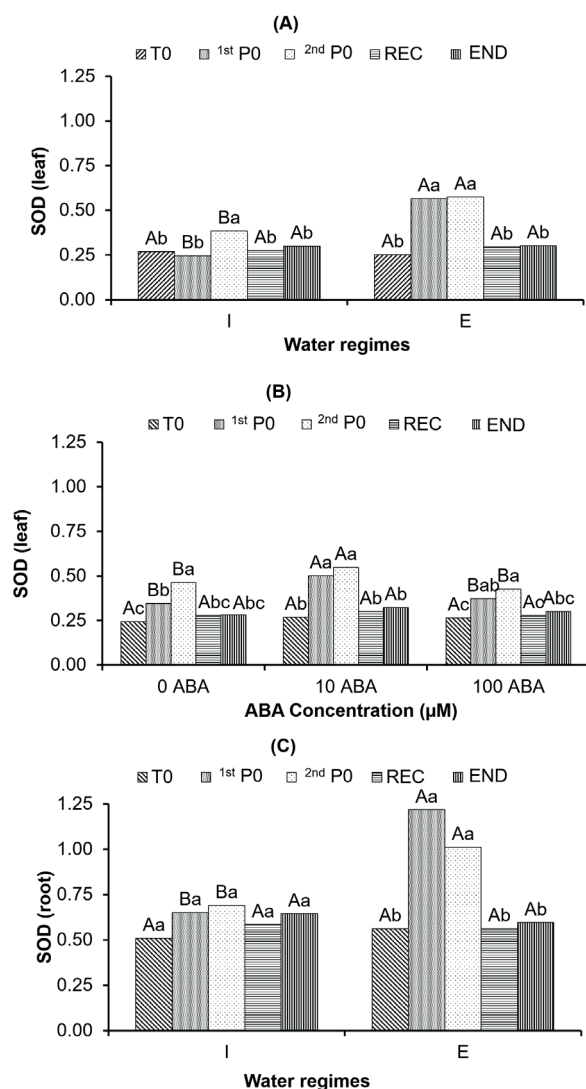 (A)
T0 1st P0 2nd P0 REC END
1.25
1.00
0.75
0.50
0.25
0.00
SOD (leaf)
Ab Bb Ba Ab Ab
Ab Aa Aa Ab Ab
I E
Water regimes
(B)
T0 1st P0 2nd P0 REC END
1.25
1.00
0.75
0.50
0.25
0.00
SOD (leaf)
Ac Bb Ba Abc Abc
Ab Aa Aa Ab Ab
Ac Bab Ba Ac Abc
0 ABA 10 ABA 100 ABA
ABA Concentration (µM)
(C)
T0 1st P0 2nd P0 REC END
1.25
1.00
0.75
0.50
0.25
0.00
SOD (root)
Aa Ba Ba Aa Aa
Ab Aa Aa Ab Ab
I E
Water regimes